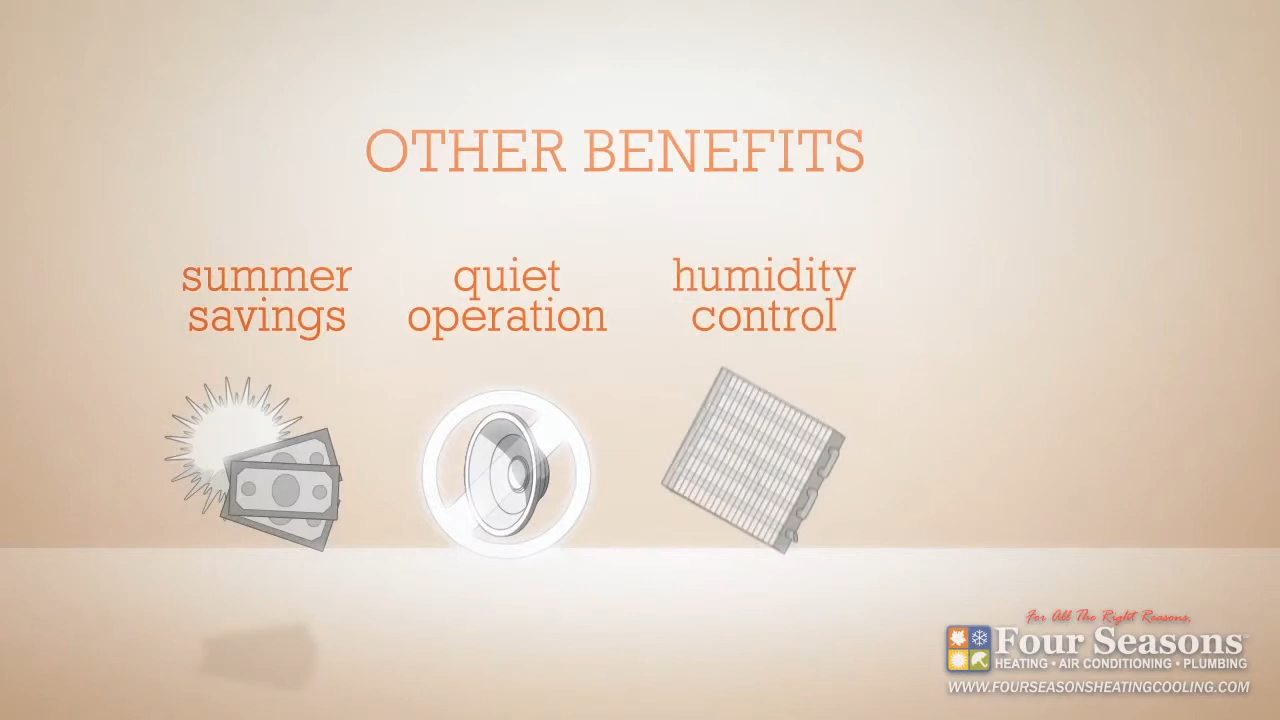 OTHER BENEFITS
summer
savings
quiet
operation
humidity
control
For All The Right Reasons.
Four Seasons
HEATING • AIR CONDITIONING • PLUMBING
WWW.FOURSEASONSHEATINGCOOLING.COM